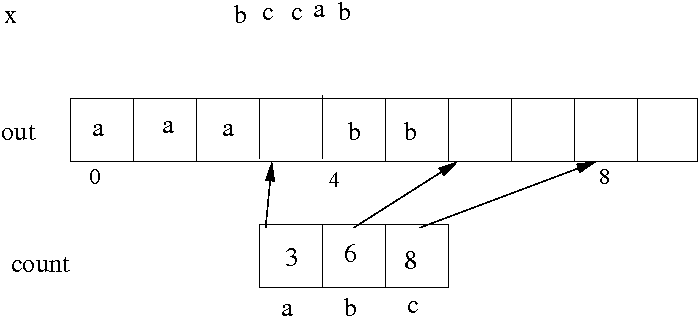 x b c c a b
out a a a b b
0 4 8
count 3 6 8
a b c